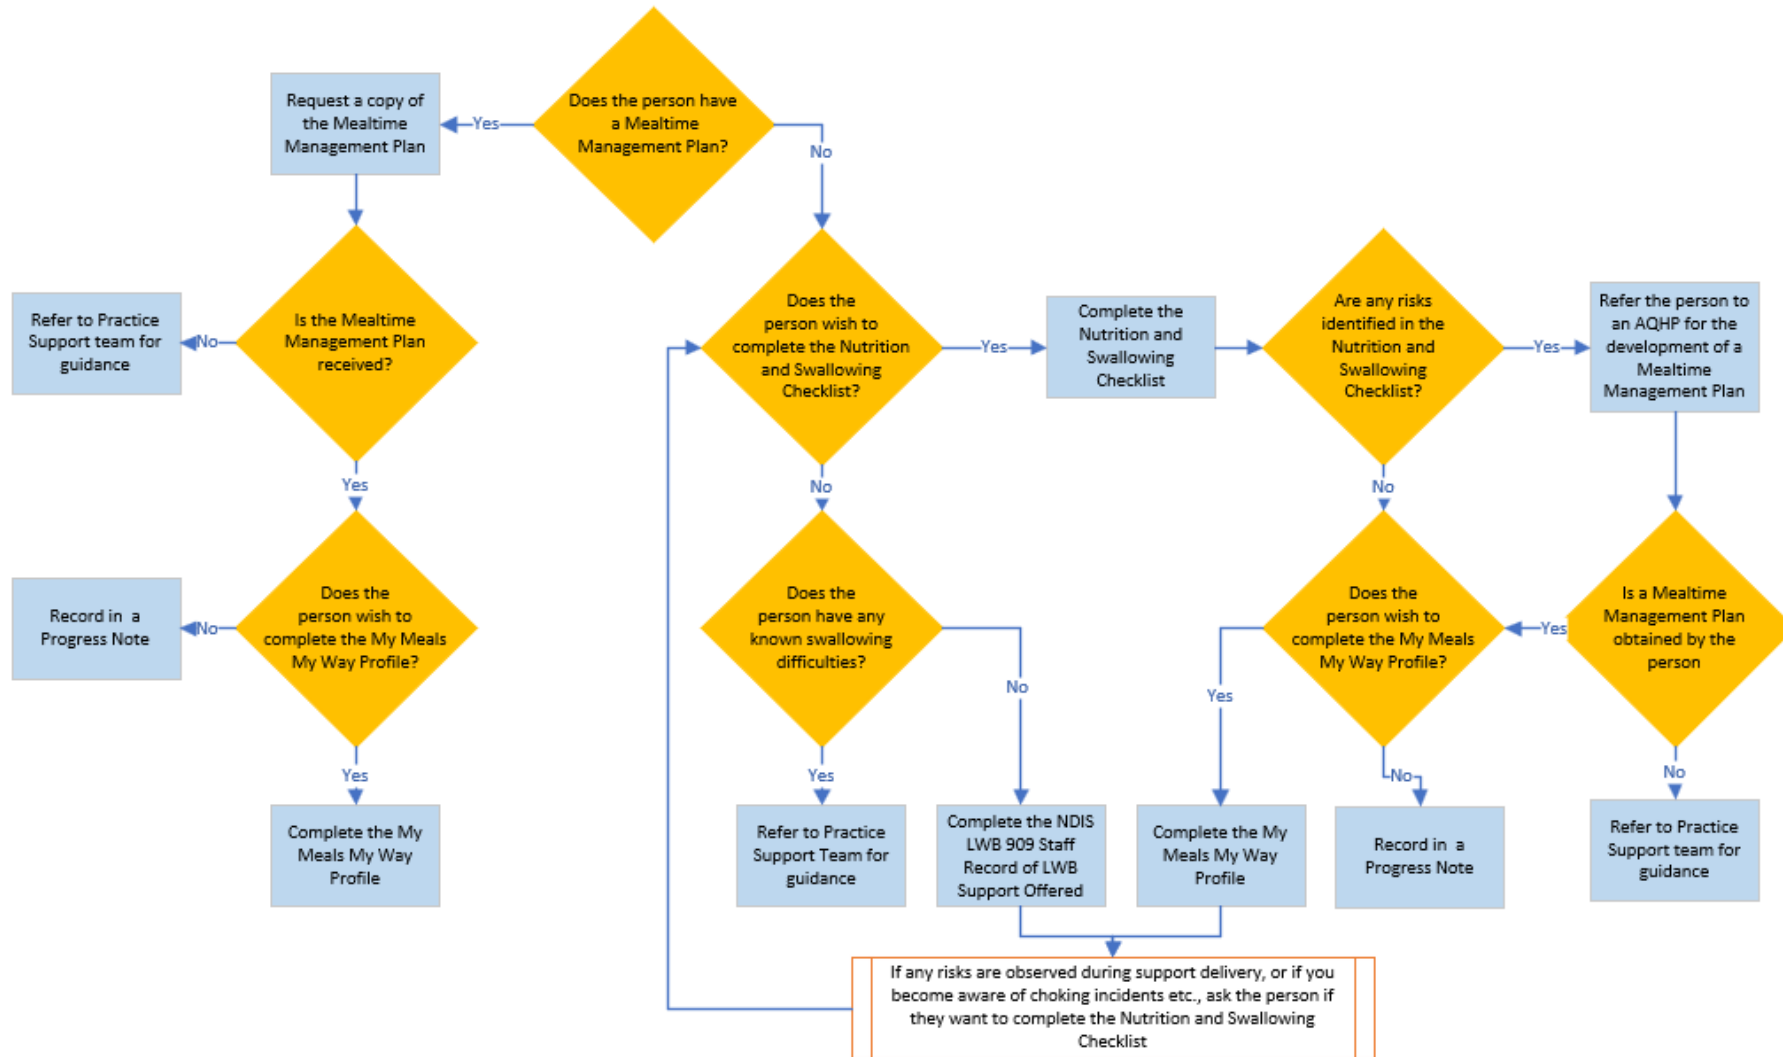 Does the person have
a Mealtime
Management Plan?
Yes
No
Request a copy of
the Mealtime
Management Plan
Is the Mealtime
Management Plan
received?
No
Refer to Practice
Support team for
guidance
Yes
Does the
person wish to
complete the My Meals
My Way Profile?
No
Record in a
Progress Note
Yes
Complete the My
Meals My Way
Profile
Does the
person wish to
complete the Nutrition
and Swallowing
Checklist?
Yes
Complete the
Nutrition and
Swallowing
Checklist
Are any risks
identified in the
Nutrition and
Swallowing
Checklist?
Yes
Refer the person to
an AQHP for the
development of a
Mealtime
Management Plan
No
Does the
person have any
known swallowing
difficulties?
No
Yes
Refer to Practice
Support Team for
guidance
Complete the NDIS
LWB 909 Staff
Record of LWB
Support Offered
No
Does the
person wish to
complete the My Meals
My Way Profile?
Yes
Is a Mealtime
Management Plan
obtained by the
person
Yes
No
No
Complete the My
Meals My Way
Profile
Record in a
Progress Note
Refer to Practice
Support team for
guidance
If any risks are observed during support delivery, or if you
become aware of choking incidents etc., ask the person if
they want to complete the Nutrition and Swallowing
Checklist